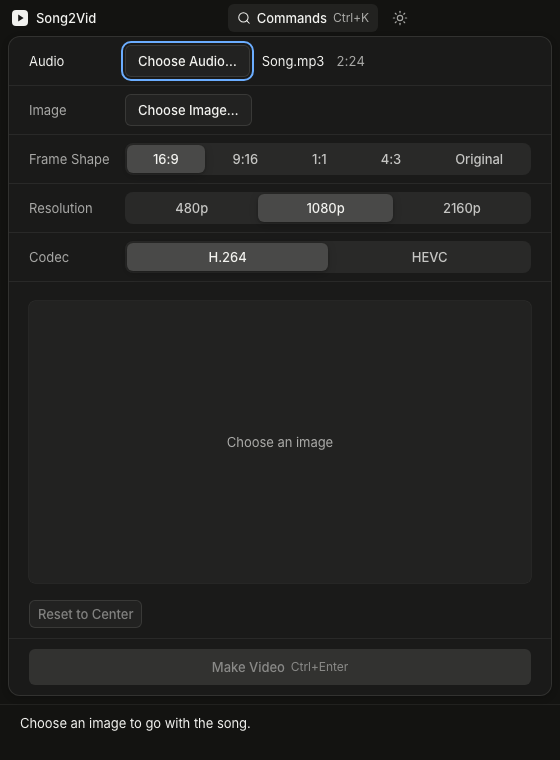 Song2Vid
Commands Ctrl+K
Audio Choose Audio... Song.mp3 2:24
Image Choose Image...
Frame Shape 16:9 9:16 1:1 4:3 Original
Resolution 480p 1080p 2160p
Codec H.264 HEVC
Choose an image
Reset to Center
Make Video Ctrl+Enter
Choose an image to go with the song.